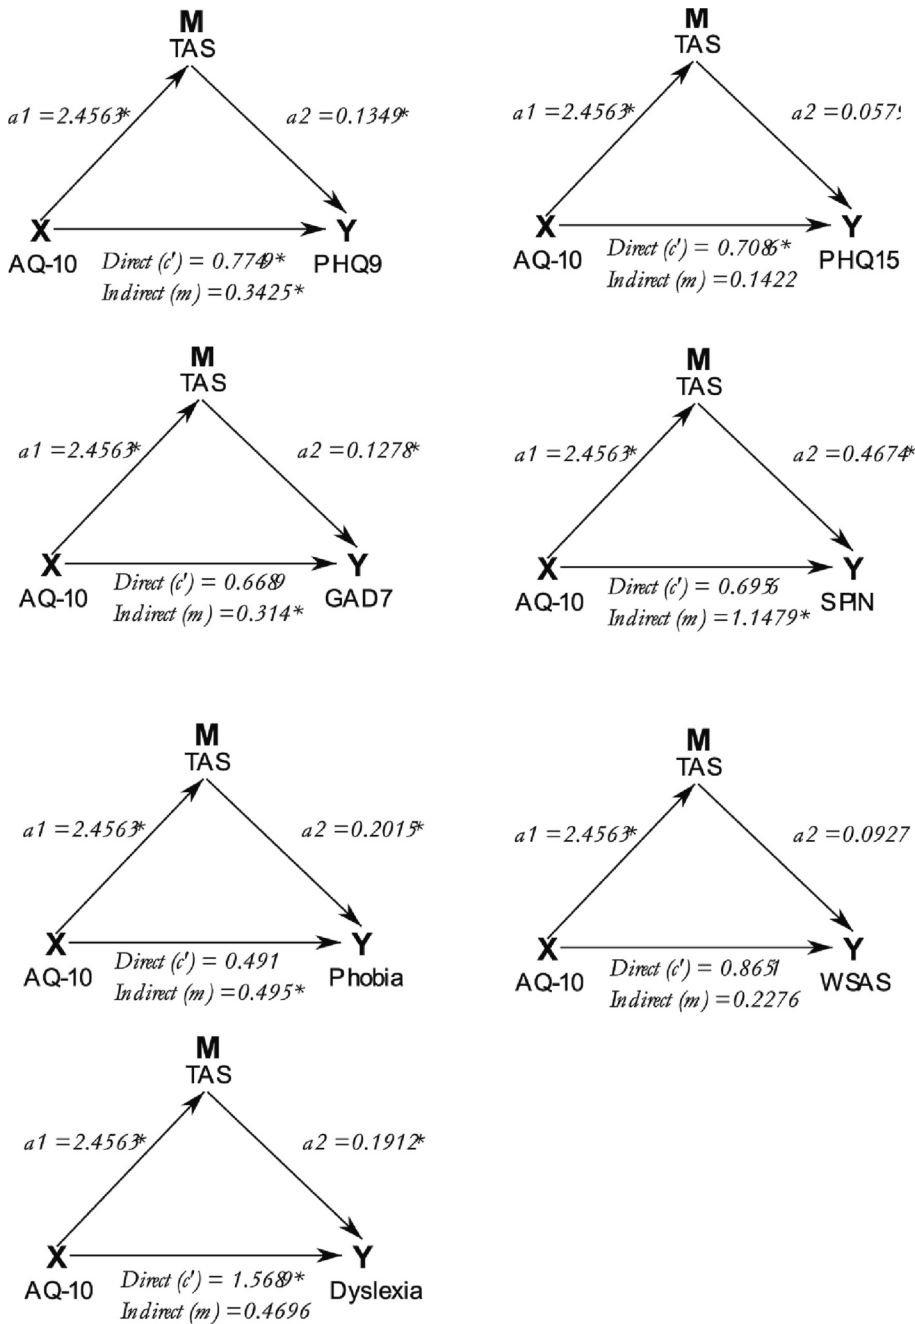 M
TAS
a1 =2.4563*
a2 =0.1349*
X
Y
AQ-10
Direct (c') = 0.7749*
PHQ9
Indirect (m) =0.3425*
M
TAS
a1 =2.4563*
a2 =0.0579
X
Y
AQ-10
Direct (c') = 0.7086*
PHQ15
Indirect (m) =0.1422
M
TAS
a1 =2.4563*
a2 =0.1278*
X
Y
AQ-10
Direct (c') = 0.6689
GAD7
Indirect (m) =0.314*
M
TAS
a1 =2.4563*
a2 =0.4674*
X
Y
AQ-10
Direct (c') = 0.6956
SPIN
Indirect (m) =1.1479*
M
TAS
a1 =2.4563*
a2 =0.2015*
X
Y
AQ-10
Direct (c') = 0.491
Phobia
Indirect (m) =0.495*
M
TAS
a1 =2.4563*
a2 =0.0927
X
Y
AQ-10
Direct (c') = 0.8651
WSAS
Indirect (m) =0.2276
M
TAS
a1 =2.4563*
a2 =0.1912*
X
Y
AQ-10
Direct (c') = 1.5689*
Dyslexia
Indirect (m) =0.4696